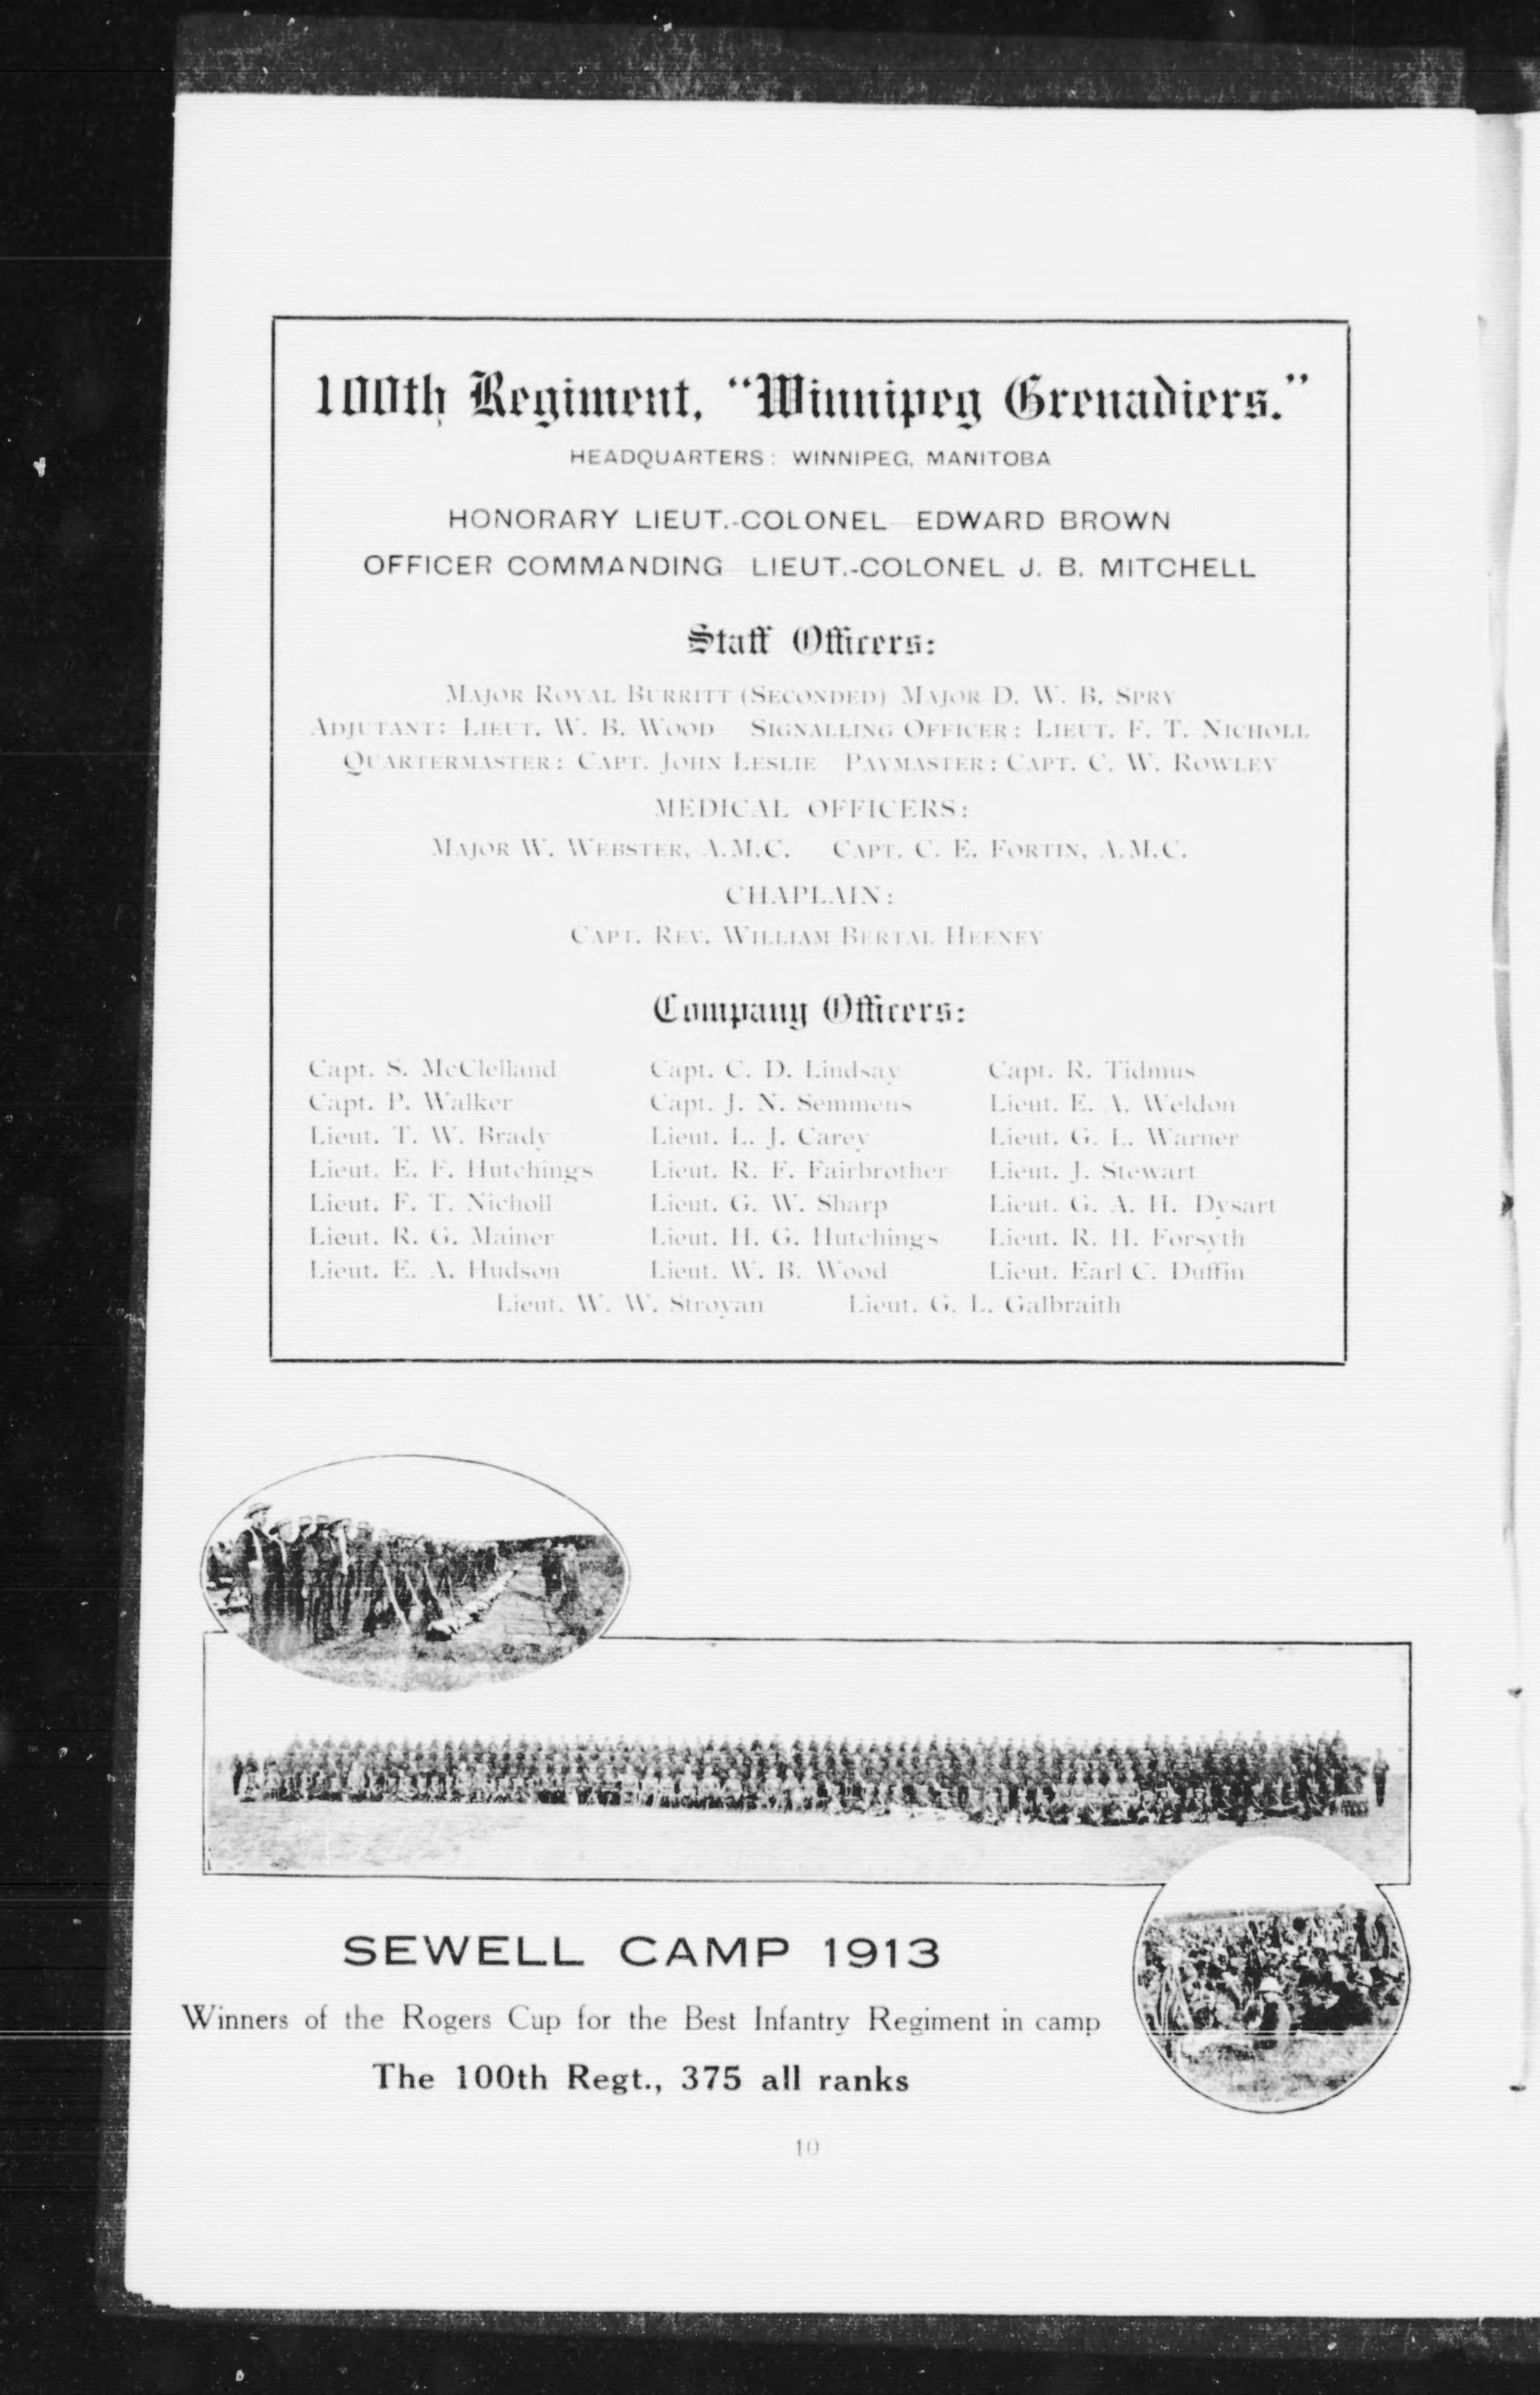 100th Regiment, "Winnipeg Grenadiers."
HEADQUARTERS: WINNIPEG, MANITOBA
HONORARY LIEUT.-COLONEL EDWARD BROWN
OFFICER COMMANDING LIEUT.-COLONEL J. B. MITCHELL
Staff Officers:
MAJOR ROYAL BURRITT (SECONDED) MAJOR D. W. B. SPRY
ADJUTANT: LIEUT. W. B. WOOD SIGNALLING OFFICER: LIEUT. F. T. NICHOLL
QUARTERMASTER: CAPT. JOHN LESLIE PAYMASTER: CAPT. C. W. ROWLEY
MEDICAL OFFICERS:
MAJOR W. WEBSTER, A.M.C. CAPT. C. E. FORTIN, A.M.C.
CHAPLAIN:
CAPT. REV. WILLIAM BERTAL HEENEY
Company Officers:
Capt. S. McClelland Capt. C. D. Lindsay Capt. R. Tidmus
Capt. P. Walker Capt. J. N. Semmens Lieut. E. A. Weldon
Lieut. T. W. Brady Lieut. L. J. Carey Lieut. G. L. Warner
Lieut. E. F. Hutchings Lieut. R. F. Fairbrother Lieut. J. Stewart
Lieut. F. T. Nicholl Lieut. G. W. Sharp Lieut. G. A. H. Dysart
Lieut. R. G. Mainer Lieut. H. G. Hutchings Lieut. R. H. Forsyth
Lieut. E. A. Hudson Lieut. W. B. Wood Lieut. Earl C. Duffin
Lieut. W. W. Stroyan Lieut. G. L. Galbraith
SEWELL CAMP 1913
Winners of the Rogers Cup for the Best Infantry Regiment in camp
The 100th Regt., 375 all ranks
10